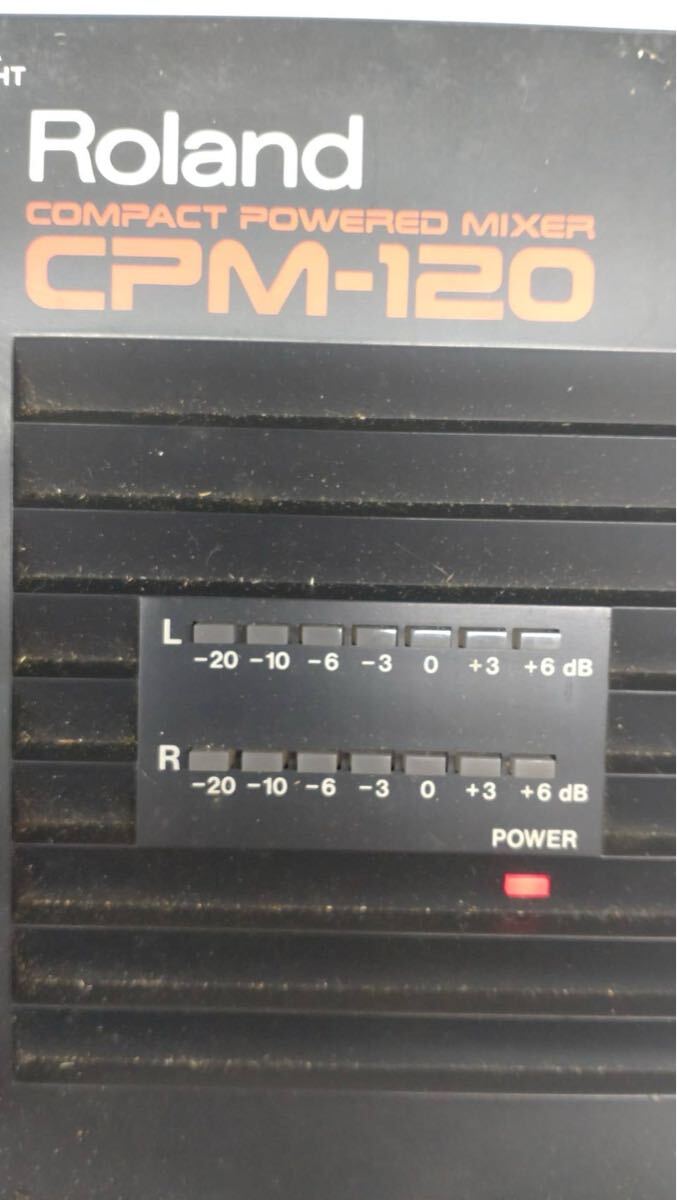 HT
Roland
COMPACT POWERED MIXER
CPM-120
L
-20 -10 -6 -3 0 +3 +6 dB
R
-20 -10 -6 -3 0 +3 +6 dB
POWER